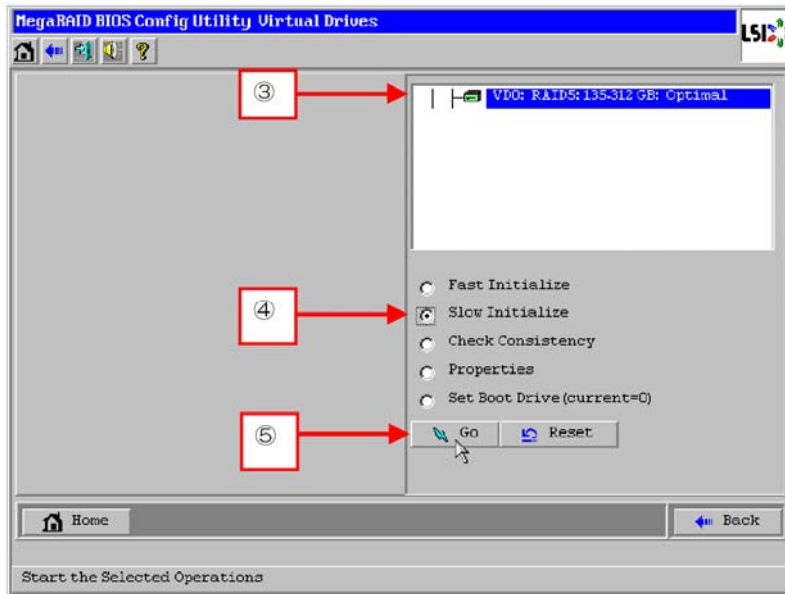 MegaRAID BIOS Config Utility Virtual Drives
LSI
?
③
VD0: RAID5: 135.312 GB: Optimal
Fast Initialize
④
Slow Initialize
Check Consistency
Properties
Set Boot Drive (current=0)
⑤
Go
Reset
Home
Back
Start the Selected Operations